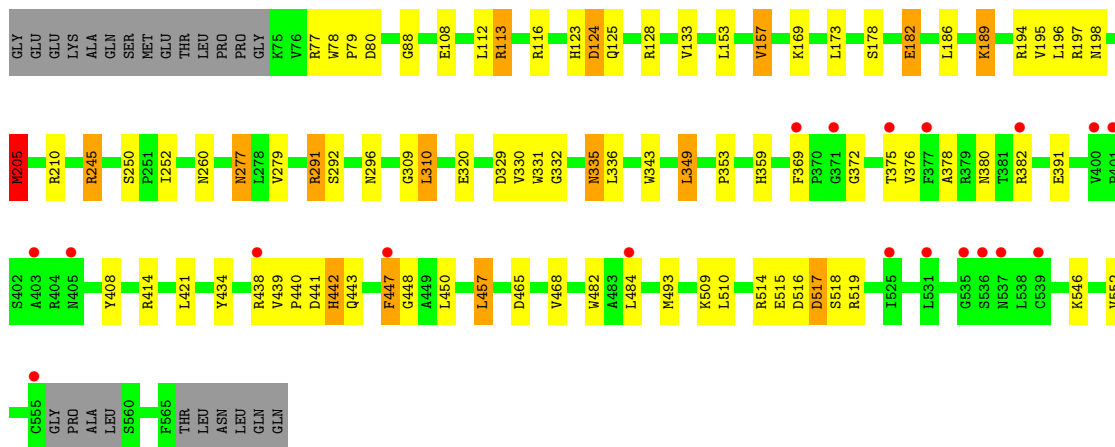 GLY GLU GLU LYS ALA GLN SER MET GLU THR LEU PRO PRO GLY K75 V76 R77 W78 P79 D80 G88 E108 L112 R113 R116 H123 D124 Q125 R128 V133 L153 V157 K169 L173 S178 E182 L186 K189 R194 V195 L196 R197 N198
M205 R210 R245 S250 P251 I252 N260 N277 L278 V279 R291 S292 N296 G309 L310 E320 D329 V330 W331 G332 N335 L336 W343 L349 P353 H359 F369 P370 G371 G372 T375 V376 F377 A378 R379 N380 T381 R382 E391 V400 P401
S402 A403 R404 N405 Y408 R414 L421 Y434 R438 V439 P440 D441 H442 Q443 F447 G448 A449 L450 L457 D465 V468 W482 A483 L484 M493 K509 L510 R514 E515 D516 D517 S518 R519 I525 L531 G535 S536 N537 L538 C539 K546
C555 GLY PRO ALA LEU S560 F565 THR LEU ASN LEU GLN GLN